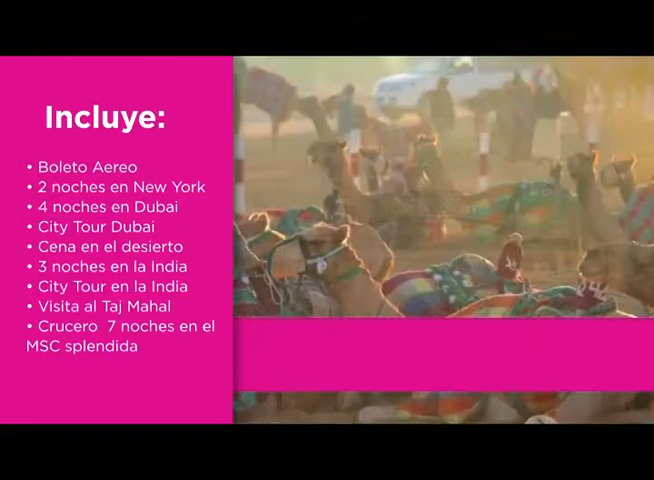 Incluye:
• Boleto Aereo
• 2 noches en New York
• 4 noches en Dubai
• City Tour Dubai
• Cena en el desierto
• 3 noches en la India
• City Tour en la India
• Visita al Taj Mahal
• Crucero 7 noches en el
MSC splendida